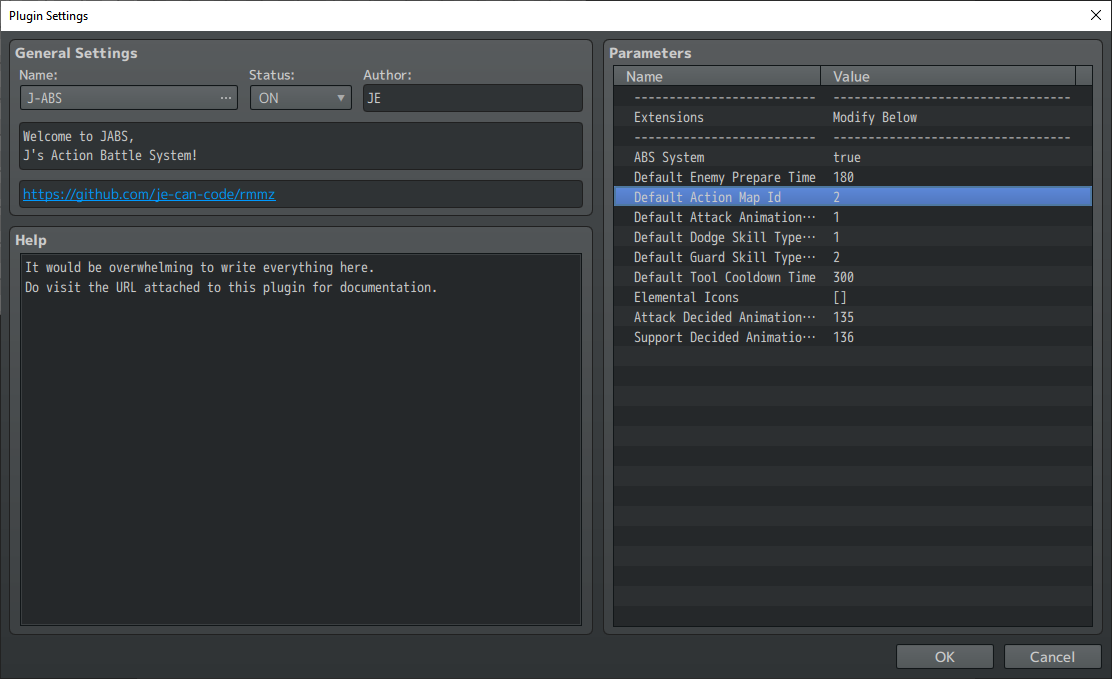 Plugin Settings
General Settings
Name:
Status:
Author:
J-ABS ···
ON
JE
Welcome to JABS,
J's Action Battle System!
https://github.com/je-can-code/rmmz
Help
It would be overwhelming to write everything here.
Do visit the URL attached to this plugin for documentation.
Parameters
Name Value
-------------------------- ----------------------------------
Extensions Modify Below
-------------------------- ----------------------------------
ABS System true
Default Enemy Prepare Time 180
Default Action Map Id 2
Default Attack Animation··· 1
Default Dodge Skill Type··· 1
Default Guard Skill Type··· 2
Default Tool Cooldown Time 300
Elemental Icons []
Attack Decided Animation··· 135
Support Decided Animatio··· 136
OK
Cancel